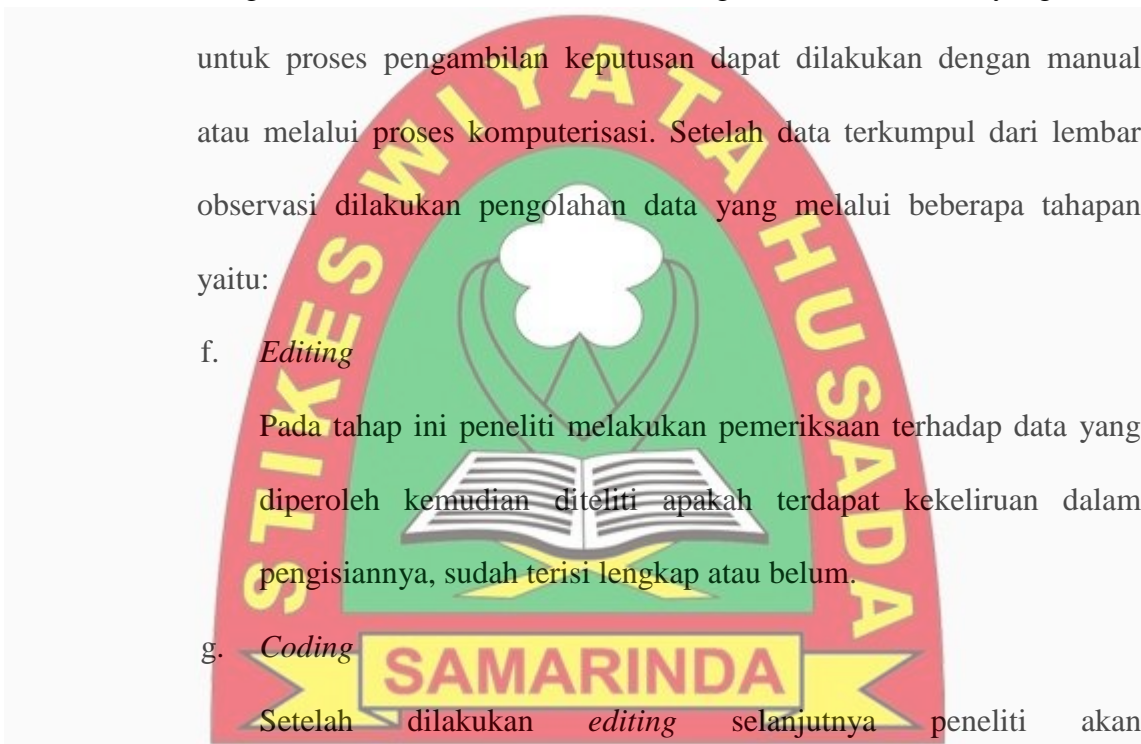 untuk proses pengambilan keputusan dapat dilakukan dengan manual
atau melalui proses komputerisasi. Setelah data terkumpul dari lembar
observasi dilakukan pengolahan data yang melalui beberapa tahapan
yaitu:
f. Editing
Pada tahap ini peneliti melakukan pemeriksaan terhadap data yang
diperoleh kemudian diteliti apakah terdapat kekeliruan dalam
pengisiannya, sudah terisi lengkap atau belum.
g. Coding
Setelah dilakukan editing selanjutnya peneliti akan
STIKES WIYATA HUSADA
SAMARINDA